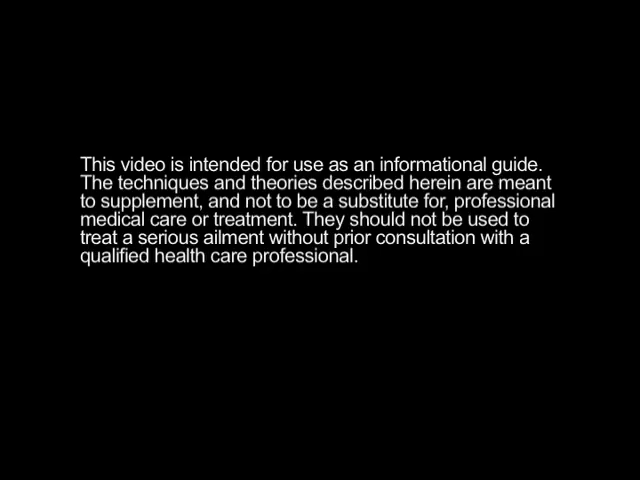 This video is intended for use as an informational guide.
The techniques and theories described herein are meant
to supplement, and not to be a substitute for, professional
medical care or treatment. They should not be used to
treat a serious ailment without prior consultation with a
qualified health care professional.